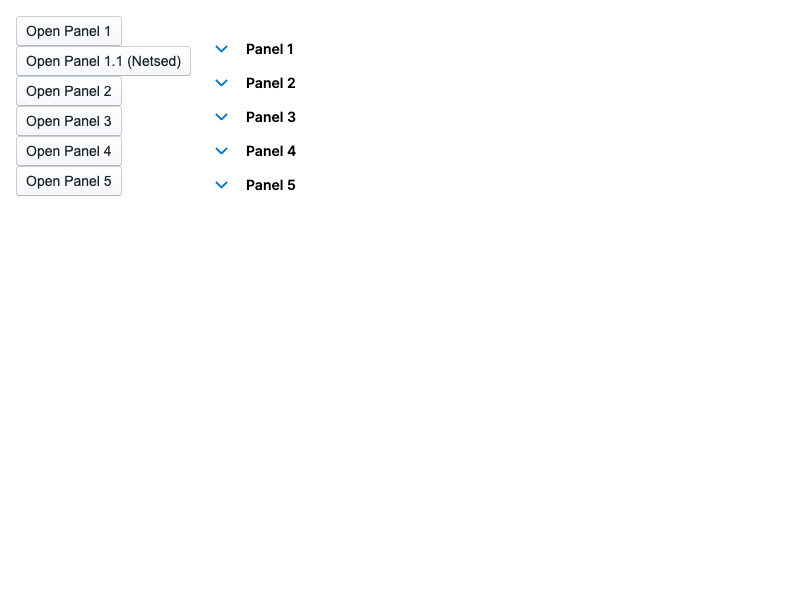 Open Panel 1
Open Panel 1.1 (Netsed)
Open Panel 2
Open Panel 3
Open Panel 4
Open Panel 5
Panel 1
Panel 2
Panel 3
Panel 4
Panel 5